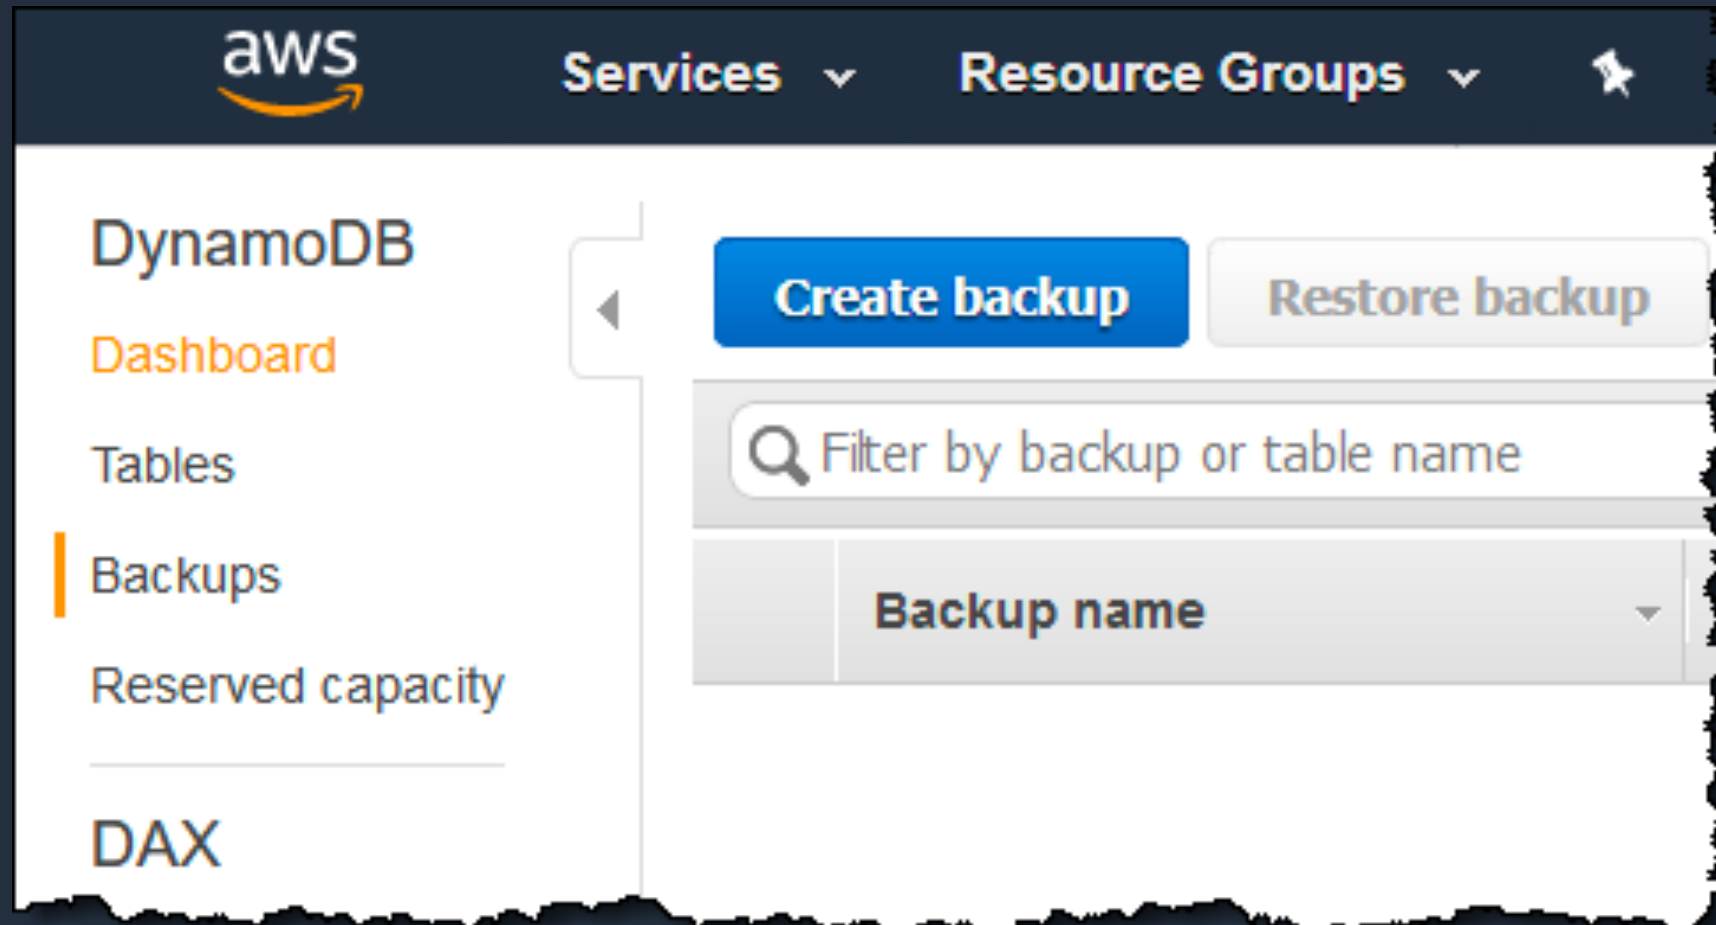 aws Services Resource Groups
DynamoDB
Dashboard
Tables
Backups
Reserved capacity
DAX
Create backup Restore backup
Filter by backup or table name
Backup name